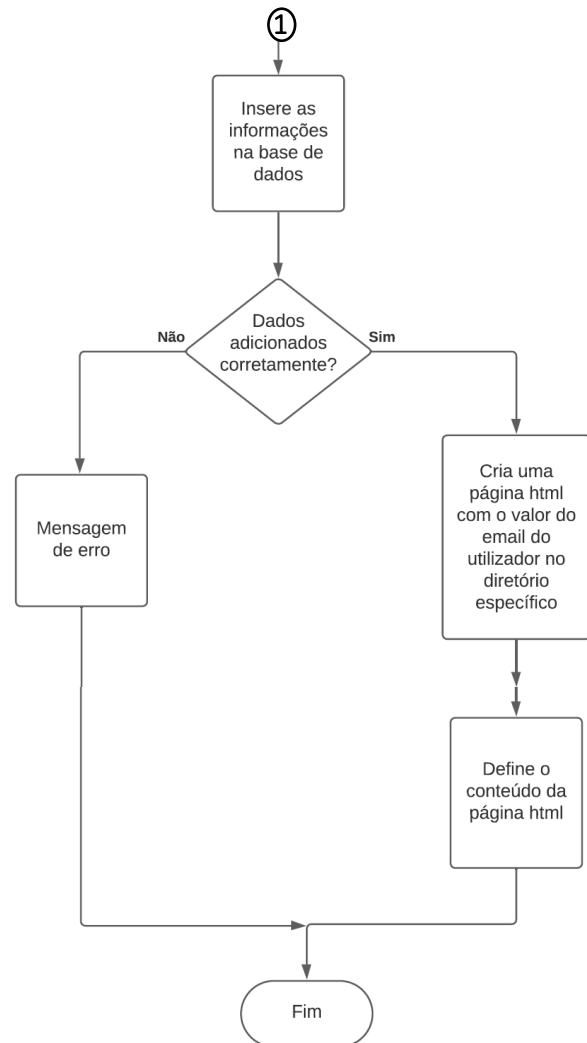 1
Insere as
informações
na base de
dados
Dados
adicionados
corretamente?
Não
Sim
Mensagem
de erro
Cria uma
página html
com o valor do
email do
utilizador no
diretório
específico
Define o
conteúdo da
página html
Fim